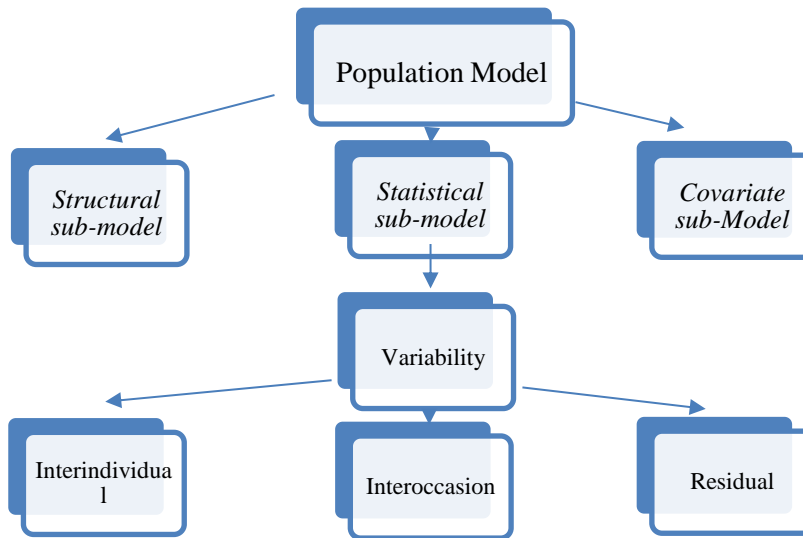 Population Model
Structural
sub-model
Statistical
sub-model
Covariate
sub-Model
Variability
Interindividua
l
Interoccasion
Residual